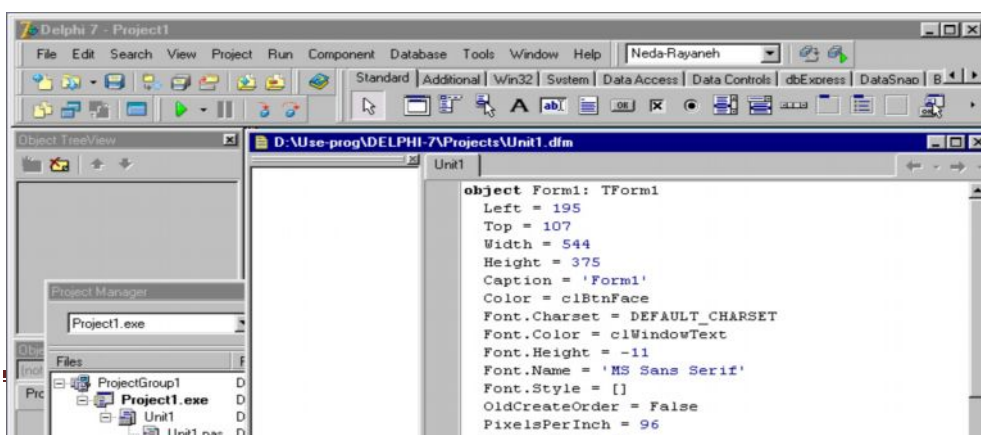 Delphi 7 - Project1
File Edit Search View Project Run Component Database Tools Window Help Neda-Rayaneh
Standard Additional Win32 System Data Access Data Controls dbExpress DataSnap B
Object TreeView
D:\Use-prog\DELPHI-7\Projects\Unit1.dfm
Unit1
object Form1: TForm1
Left = 195
Top = 107
Width = 544
Height = 375
Caption = 'Form1'
Color = clBtnFace
Font.Charset = DEFAULT_CHARSET
Font.Color = clWindowText
Font.Height = -11
Font.Name = 'MS Sans Serif'
Font.Style = []
OldCreateOrder = False
PixelsPerInch = 96
Project Manager
Project1.exe
Files
ProjectGroup1 D
Project1.exe D
Unit1 D
Unit1.pas D